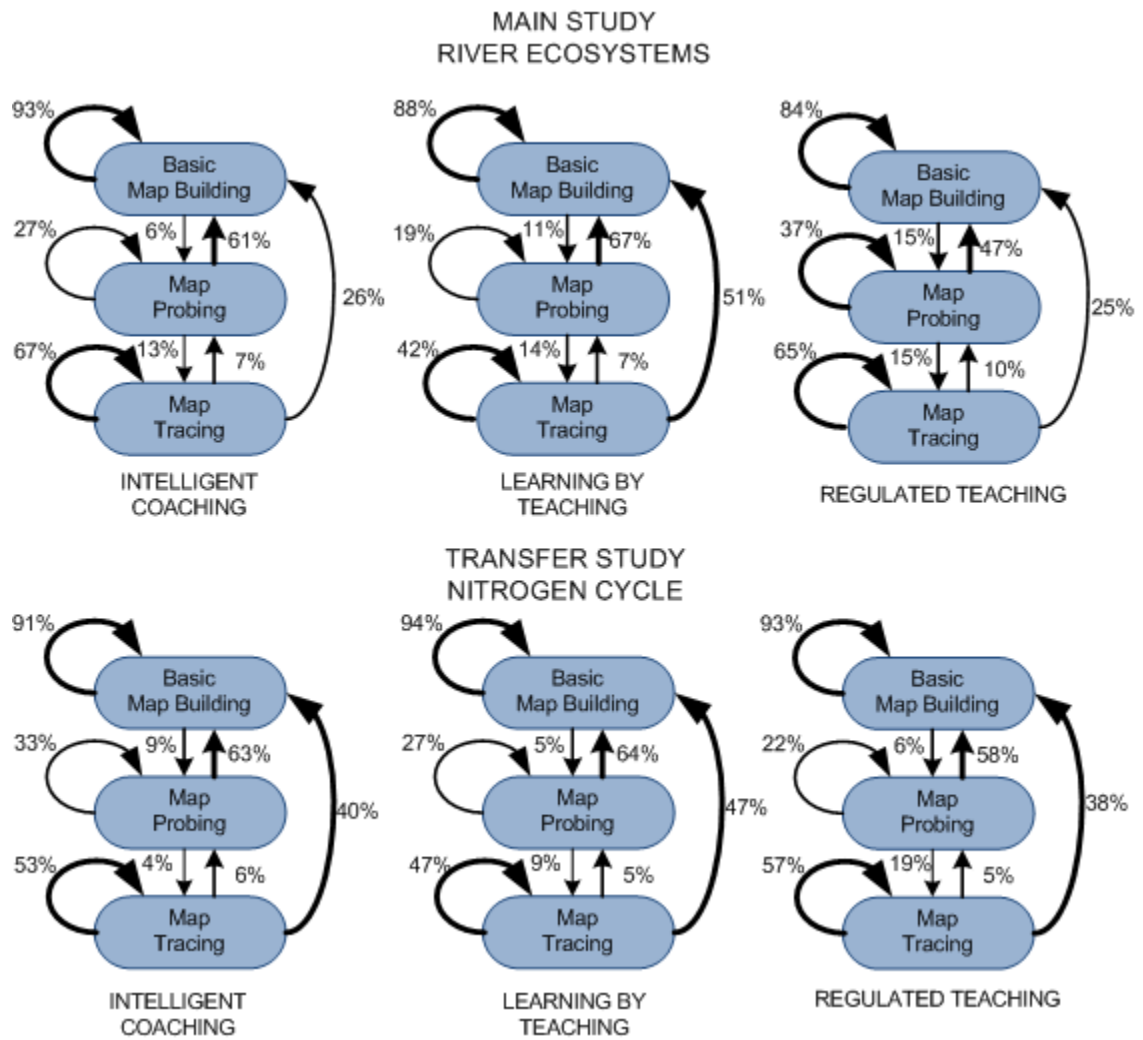 MAIN STUDY
RIVER ECOSYSTEMS
93%
Basic
Map Building
6%
61%
27%
Map
Probing
26%
67%
13%
7%
Map
Tracing
INTELLIGENT
COACHING
88%
Basic
Map Building
11%
67%
19%
Map
Probing
51%
42%
14%
7%
Map
Tracing
LEARNING BY
TEACHING
84%
Basic
Map Building
15%
47%
37%
Map
Probing
25%
65%
15%
10%
Map
Tracing
REGULATED TEACHING
TRANSFER STUDY
NITROGEN CYCLE
91%
Basic
Map Building
9%
63%
33%
Map
Probing
40%
53%
4%
6%
Map
Tracing
INTELLIGENT
COACHING
94%
Basic
Map Building
5%
64%
27%
Map
Probing
47%
47%
9%
5%
Map
Tracing
LEARNING BY
TEACHING
93%
Basic
Map Building
6%
58%
22%
Map
Probing
38%
57%
19%
5%
Map
Tracing
REGULATED TEACHING